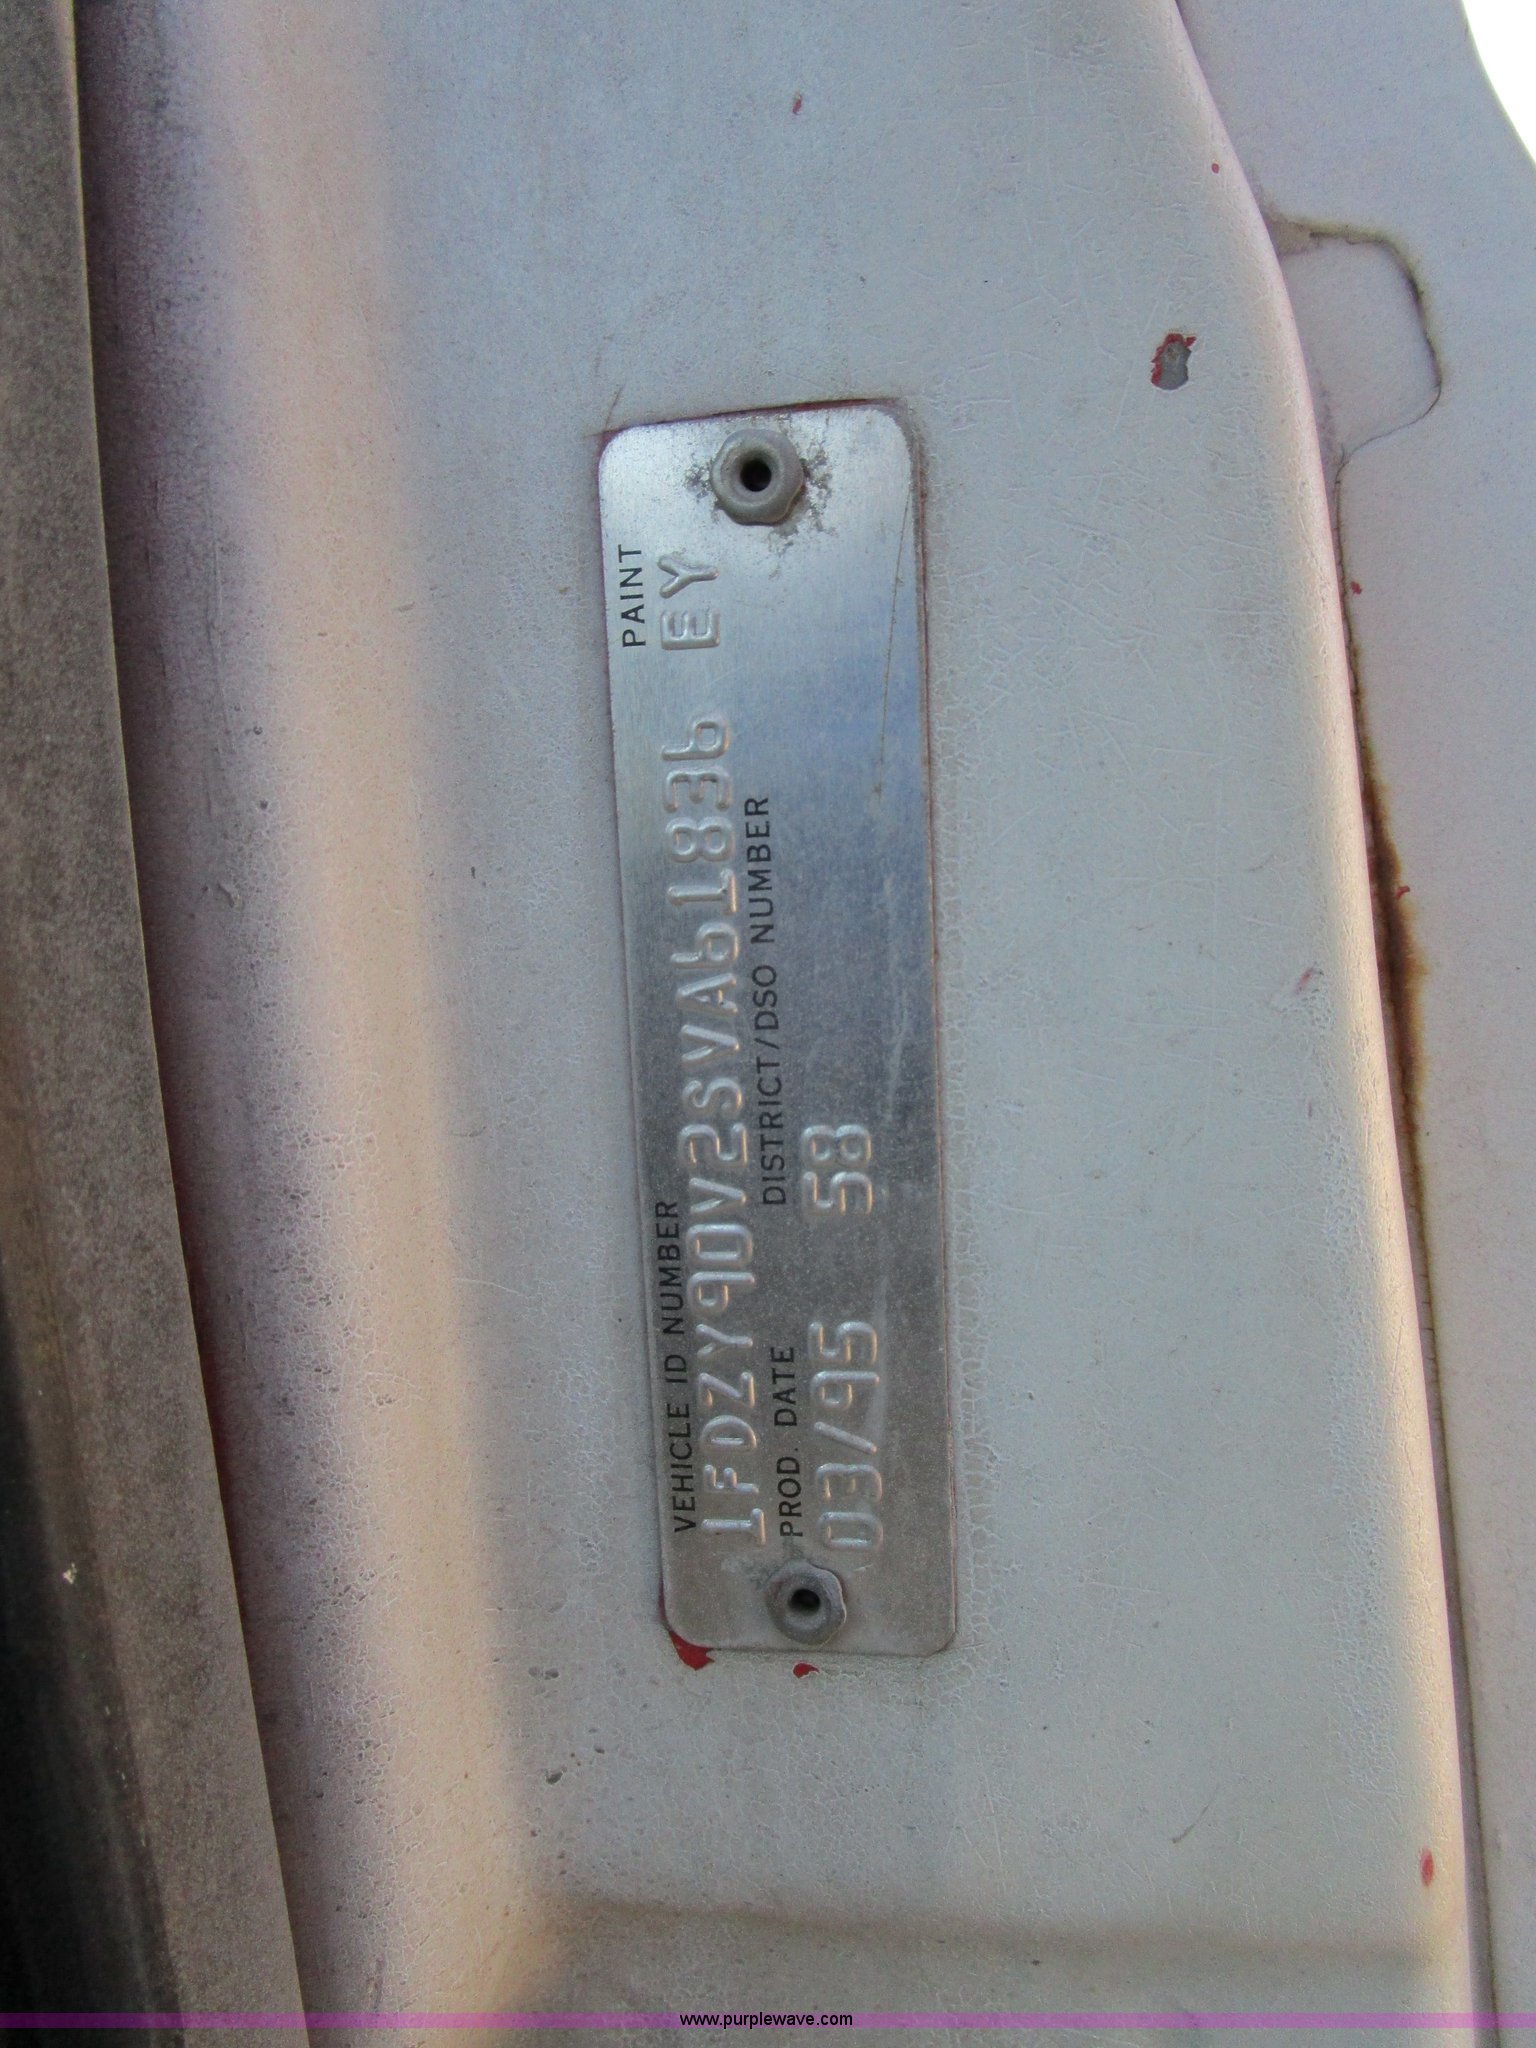 VEHICLE ID NUMBER PAINT
1FDZY90V2SVA61836 EY
PROD. DATE DISTRICT/DSO NUMBER
03/95 58
www.purplewave.com